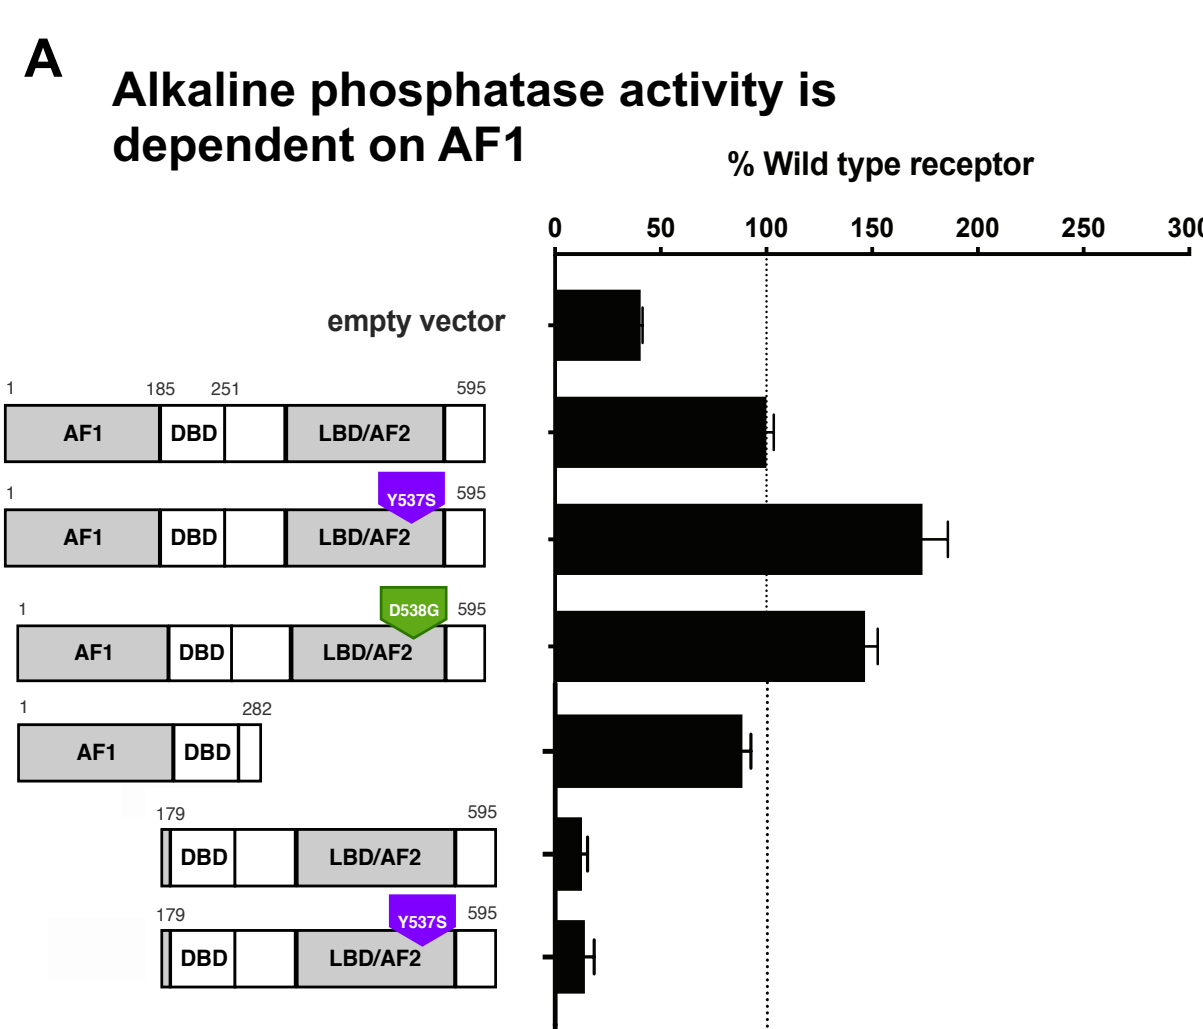 A
Alkaline phosphatase activity is
dependent on AF1
% Wild type receptor
0 50 100 150 200 250 300
empty vector
1 185 251 595
AF1 DBD LBD/AF2
1 Y537S 595
AF1 DBD LBD/AF2
1 D538G 595
AF1 DBD LBD/AF2
1 282
AF1 DBD
179 595
DBD LBD/AF2
179 Y537S 595
DBD LBD/AF2